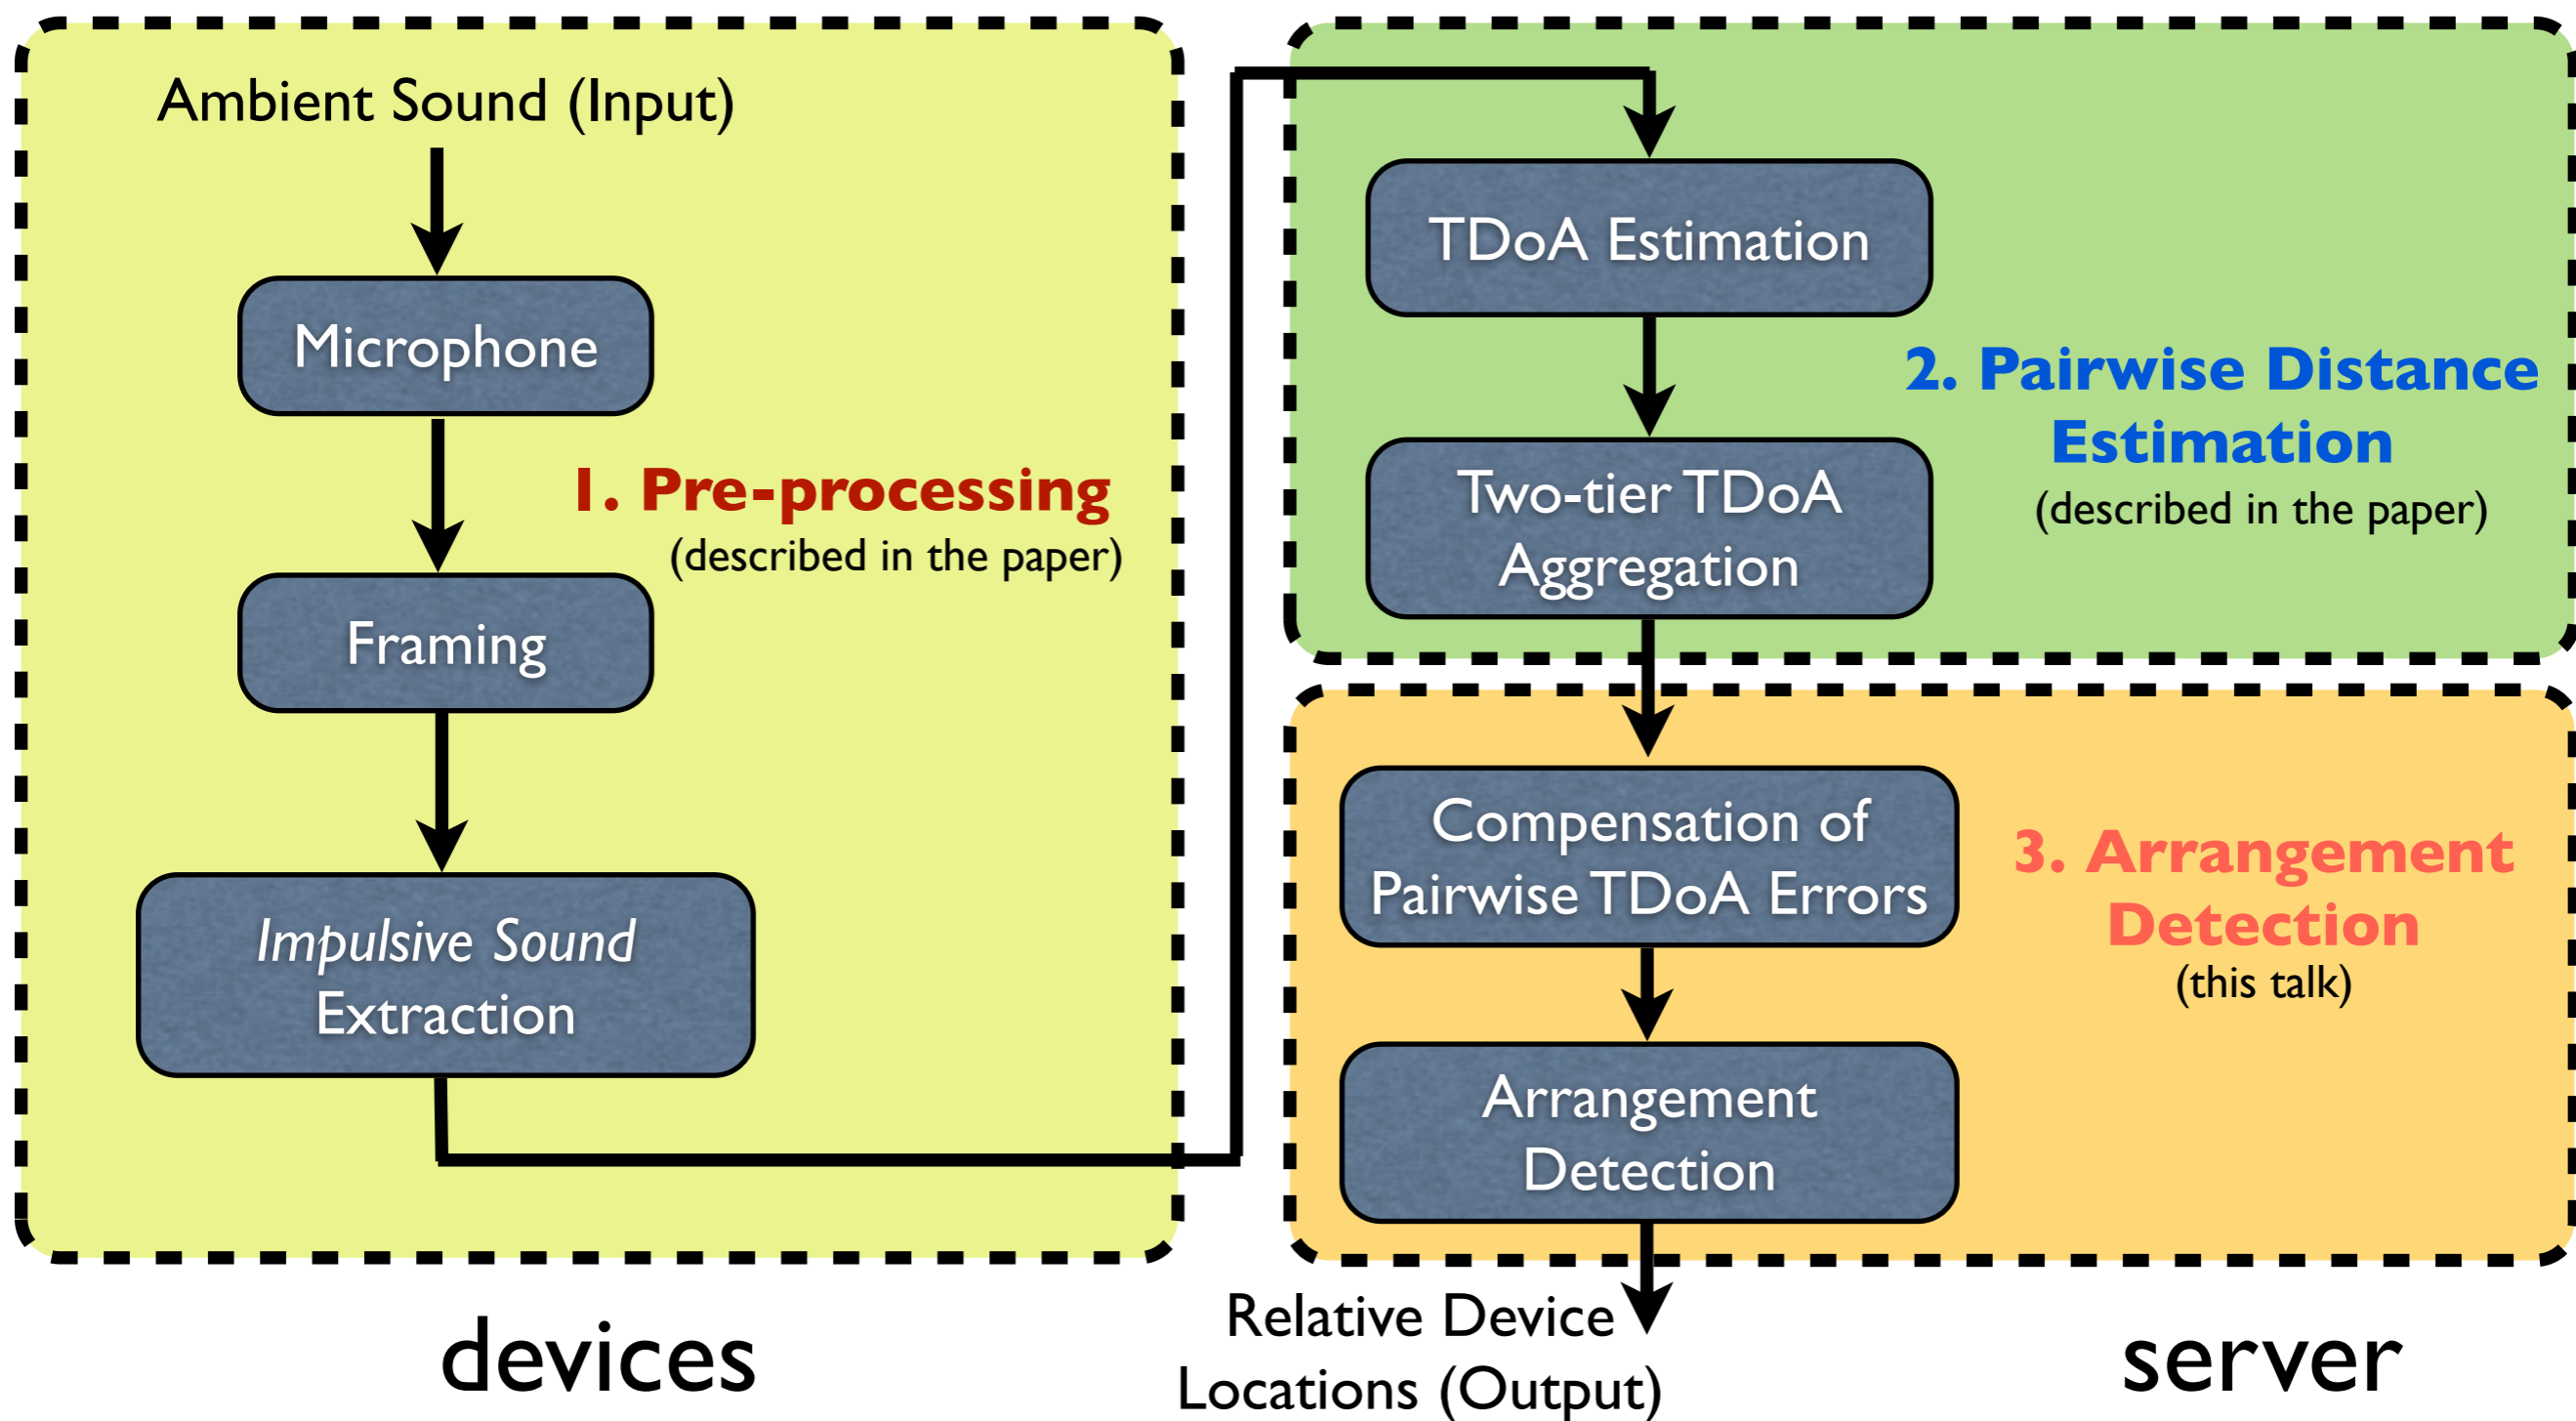 Ambient Sound (Input)
Microphone
1. Pre-processing
(described in the paper)
Framing
Impulsive Sound
Extraction
devices
TDoA Estimation
2. Pairwise Distance
Estimation
(described in the paper)
Two-tier TDoA
Aggregation
Compensation of
Pairwise TDoA Errors
3. Arrangement
Detection
(this talk)
Arrangement
Detection
Relative Device
Locations (Output)
server